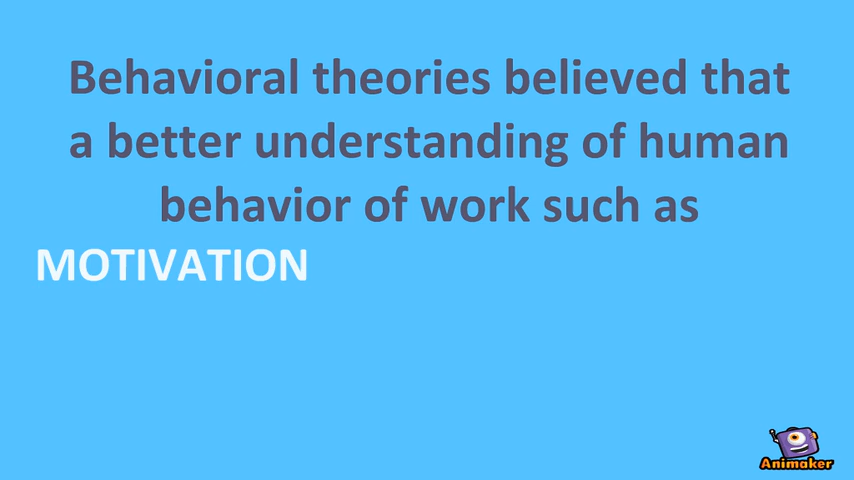 Behavioral theories believed that
a better understanding of human
behavior of work such as
MOTIVATION
Animaker